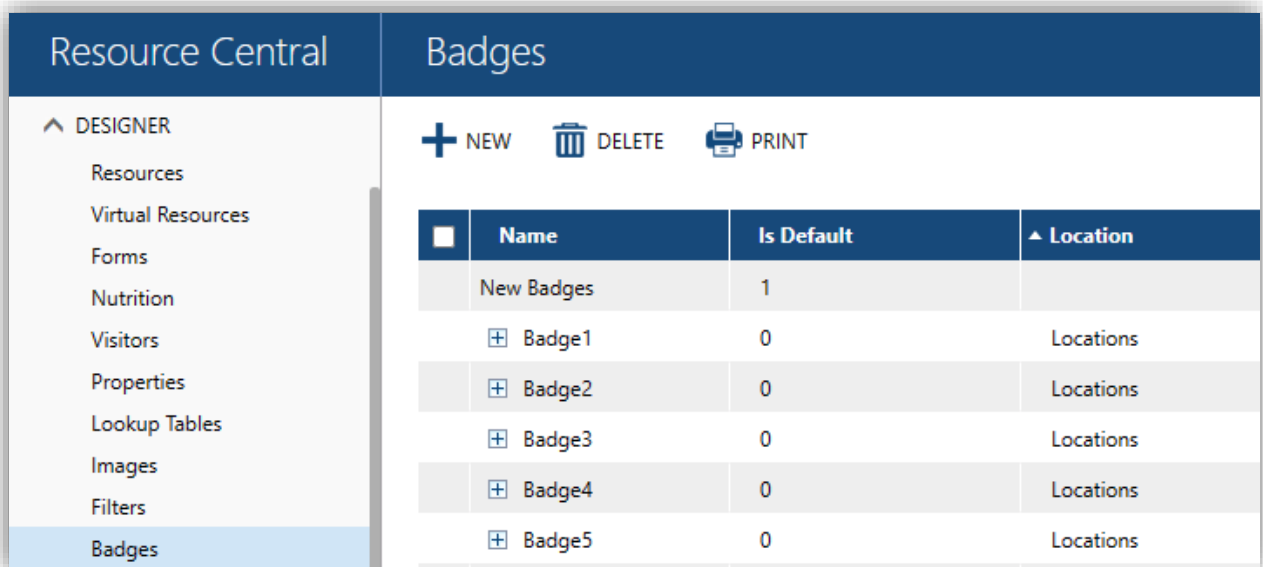 Resource Central
Badges
DESIGNER
Resources
Virtual Resources
Forms
Nutrition
Visitors
Properties
Lookup Tables
Images
Filters
Badges
NEW DELETE PRINT
Name Is Default Location
New Badges 1
Badge1 0 Locations
Badge2 0 Locations
Badge3 0 Locations
Badge4 0 Locations
Badge5 0 Locations